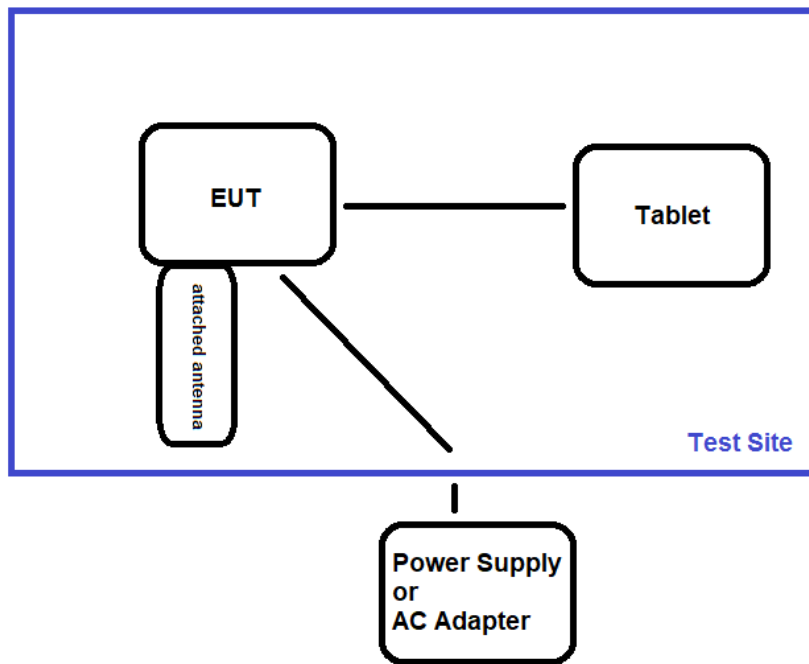 EUT
Tablet
attached antenna
Test Site
Power Supply
or
AC Adapter